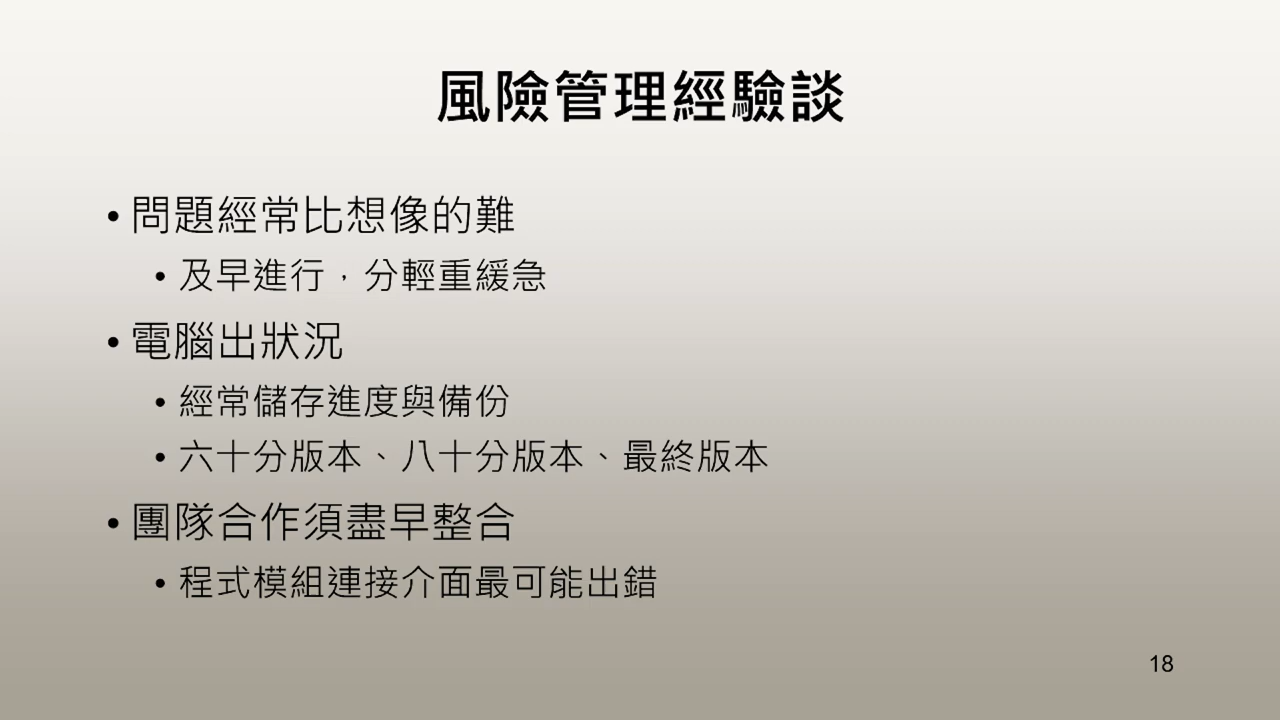 風險管理經驗談
• 問題經常比想像的難
• 及早進行，分輕重緩急
• 電腦出狀況
• 經常儲存進度與備份
• 六十分版本、八十分版本、最終版本
• 團隊合作須盡早整合
• 程式模組連接介面最可能出錯
18